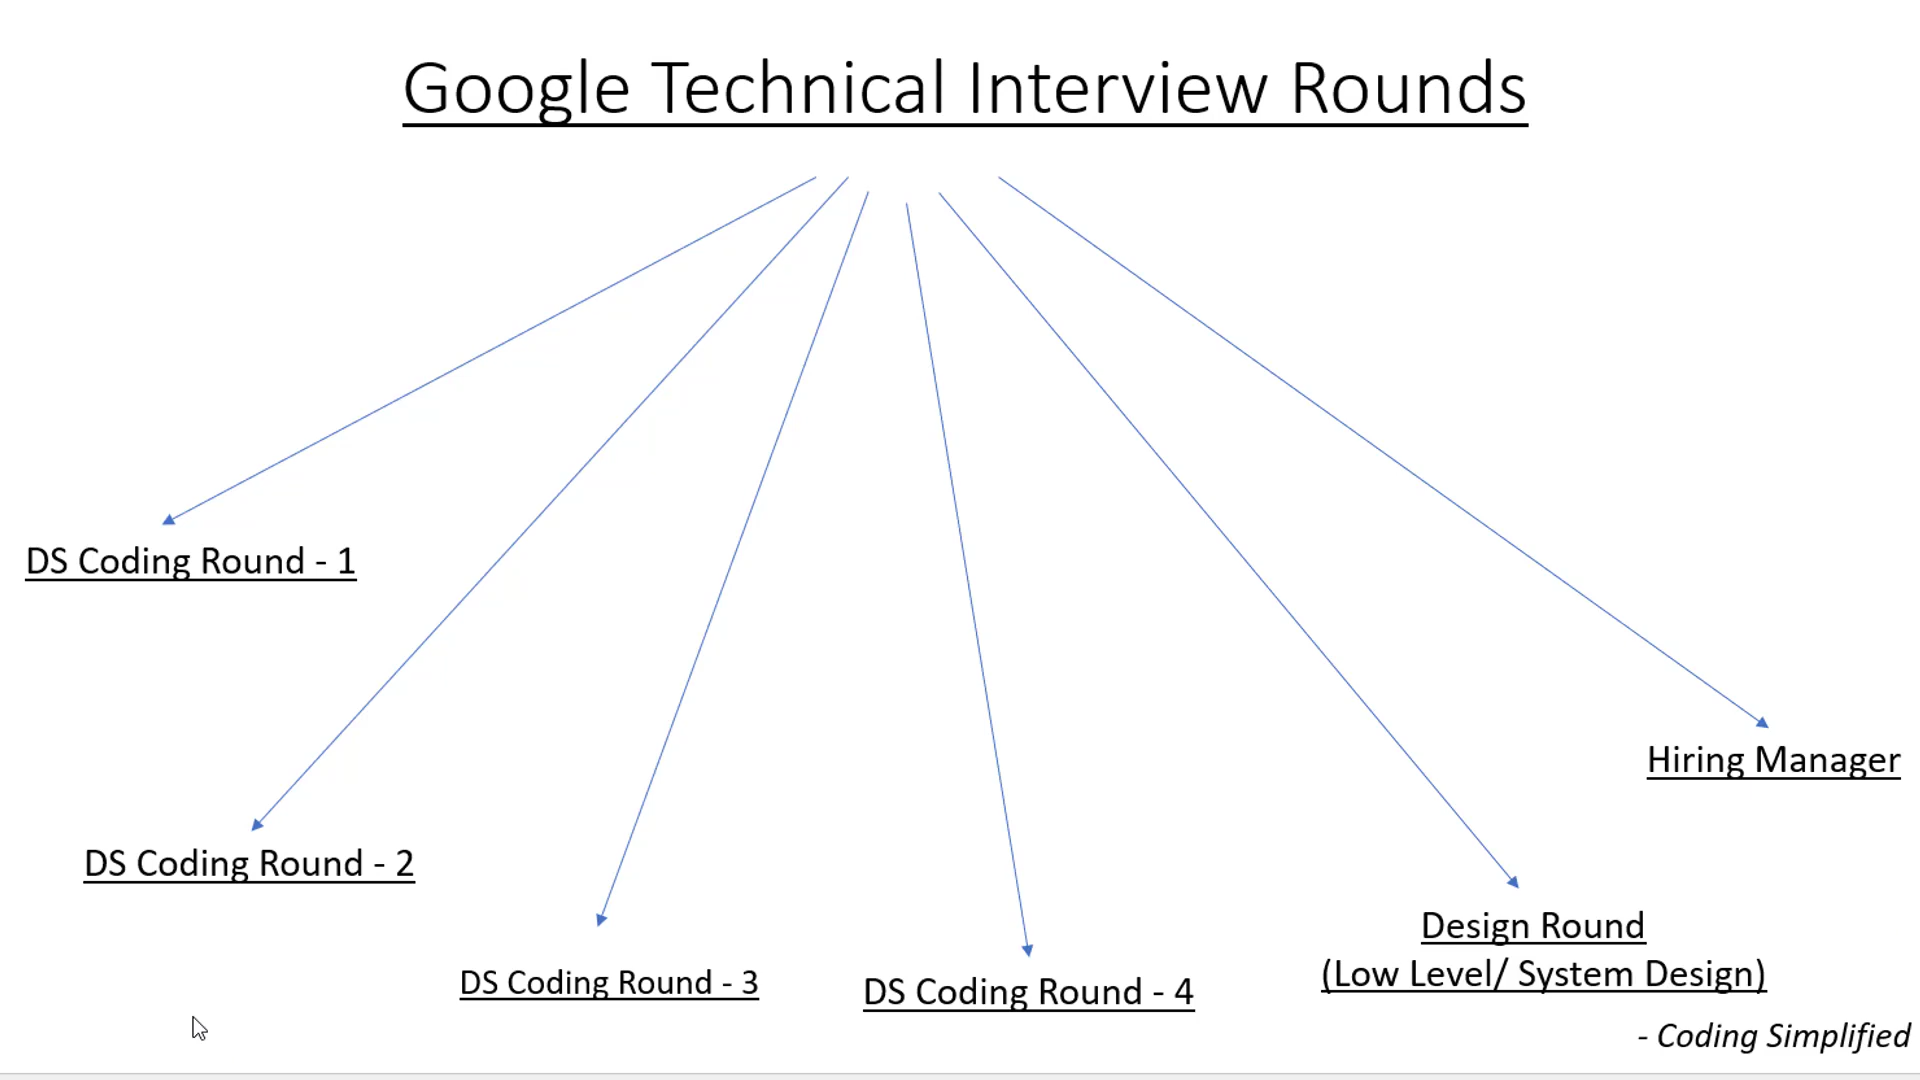 Google Technical Interview Rounds
DS Coding Round - 1
DS Coding Round - 2
DS Coding Round - 3
DS Coding Round - 4
Design Round
(Low Level/ System Design)
Hiring Manager
- Coding Simplified